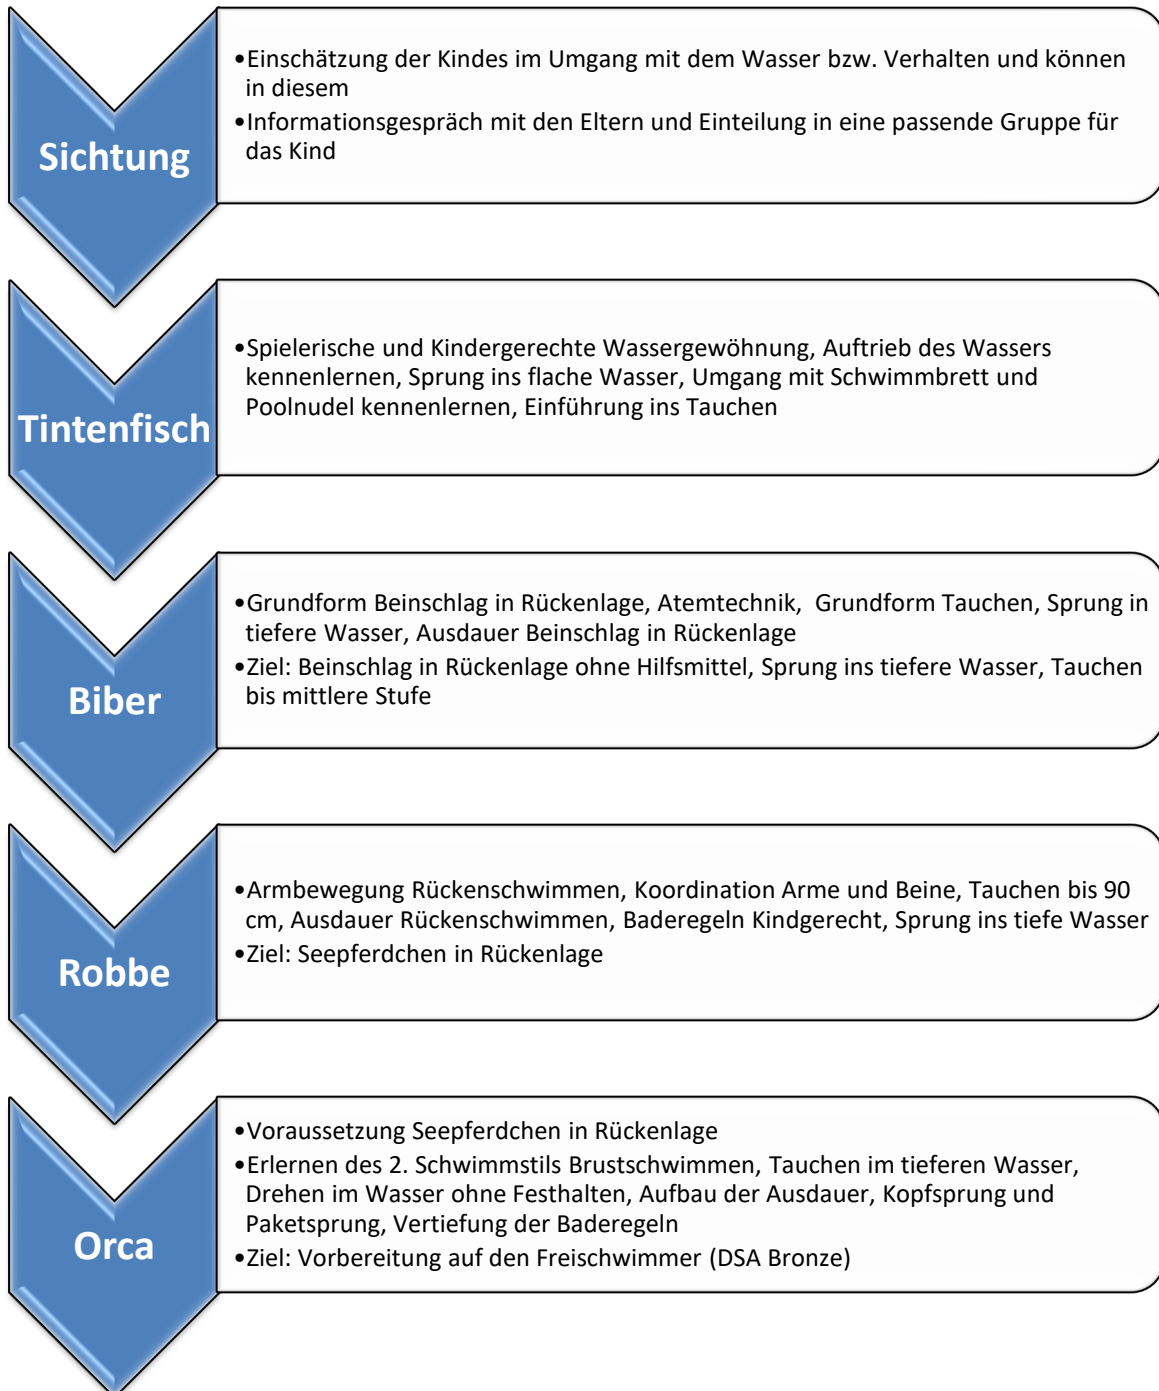 Sichtung
•Einschätzung der Kindes im Umgang mit dem Wasser bzw. Verhalten und können
in diesem
•Informationsgespräch mit den Eltern und Einteilung in eine passende Gruppe für
das Kind
Tintenfisch
•Spielerische und Kindergerechte Wassergewöhnung, Auftrieb des Wassers
kennenlernen, Sprung ins flache Wasser, Umgang mit Schwimmbrett und
Poolnudel kennenlernen, Einführung ins Tauchen
Biber
•Grundform Beinschlag in Rückenlage, Atemtechnik,  Grundform Tauchen, Sprung in
tiefere Wasser, Ausdauer Beinschlag in Rückenlage
•Ziel: Beinschlag in Rückenlage ohne Hilfsmittel, Sprung ins tiefere Wasser, Tauchen
bis mittlere Stufe
Robbe
•Armbewegung Rückenschwimmen, Koordination Arme und Beine, Tauchen bis 90
cm, Ausdauer Rückenschwimmen, Baderegeln Kindgerecht, Sprung ins tiefe Wasser
•Ziel: Seepferdchen in Rückenlage
Orca
•Voraussetzung Seepferdchen in Rückenlage
•Erlernen des 2. Schwimmstils Brustschwimmen, Tauchen im tieferen Wasser,
Drehen im Wasser ohne Festhalten, Aufbau der Ausdauer, Kopfsprung und
Paketsprung, Vertiefung der Baderegeln
•Ziel: Vorbereitung auf den Freischwimmer (DSA Bronze)